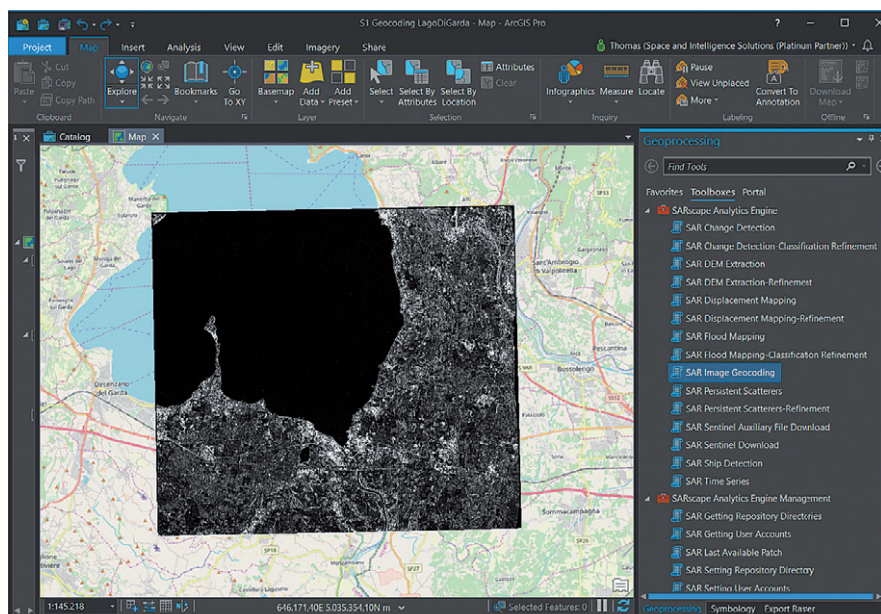 S1 Geocoding LagoDiGarda - Map - ArcGIS Pro
Project Map Insert Analysis View Edit Imagery Share
Thomas (Space and Intelligence Solutions (Platinum Partner))
Paste
Cut
Copy
Copy Path
Clipboard
Explore
Bookmarks
Go To XY
Navigate
Basemap
Add Data
Add Preset
Layer
Select
Select By Attributes
Select By Location
Attributes
Clear
Selection
Infographics
Measure
Locate
Inquiry
Pause
View Unplaced
More
Convert To Annotation
Labeling
Download Map
Offline
Catalog
Map
Desenzano del Garda
Sant'Ambrogio di Valpolicella
Pescantina
Bussolengo
Sommacampagna
SP18
SP27
SP26
1:145.218
646.171,40E 5.035.354,10N m
Selected Features: 0
Geoprocessing
Find Tools
Favorites Toolboxes Portal
SARscape Analytics Engine
SAR Change Detection
SAR Change Detection-Classification Refinement
SAR DEM Extraction
SAR DEM Extraction-Refinement
SAR Displacement Mapping
SAR Displacement Mapping-Refinement
SAR Flood Mapping
SAR Flood Mapping-Classification Refinement
SAR Image Geocoding
SAR Persistent Scatterers
SAR Persistent Scatterers-Refinement
SAR Sentinel Auxiliary File Download
SAR Sentinel Download
SAR Ship Detection
SAR Time Series
SARscape Analytics Engine Management
SAR Getting Repository Directories
SAR Getting User Accounts
SAR Last Available Patch
SAR Setting Repository Directory
SAR Setting User Accounts
Geoprocessing Symbology Export Raster